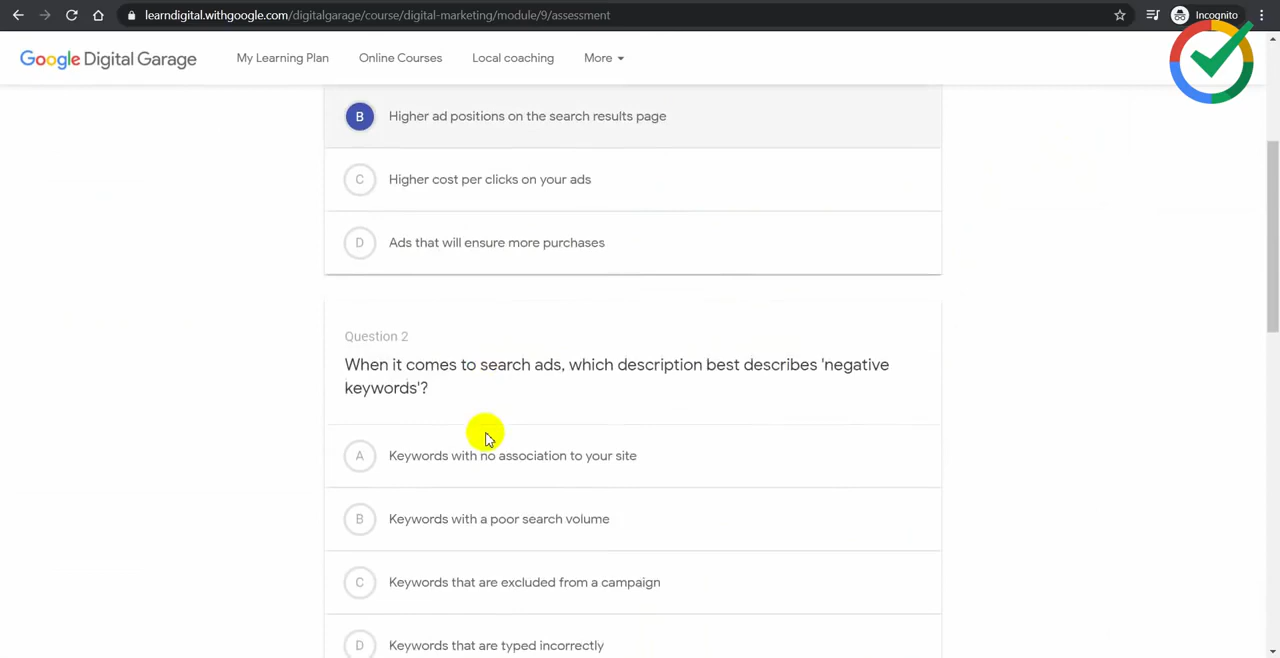 learndigital.withgoogle.com/digitalgarage/course/digital-marketing/module/9/assessment
Incognito
Google Digital Garage
My Learning Plan
Online Courses
Local coaching
More
B
Higher ad positions on the search results page
C
Higher cost per clicks on your ads
D
Ads that will ensure more purchases
Question 2
When it comes to search ads, which description best describes 'negative
keywords'?
A
Keywords with no association to your site
B
Keywords with a poor search volume
C
Keywords that are excluded from a campaign
D
Keywords that are typed incorrectly